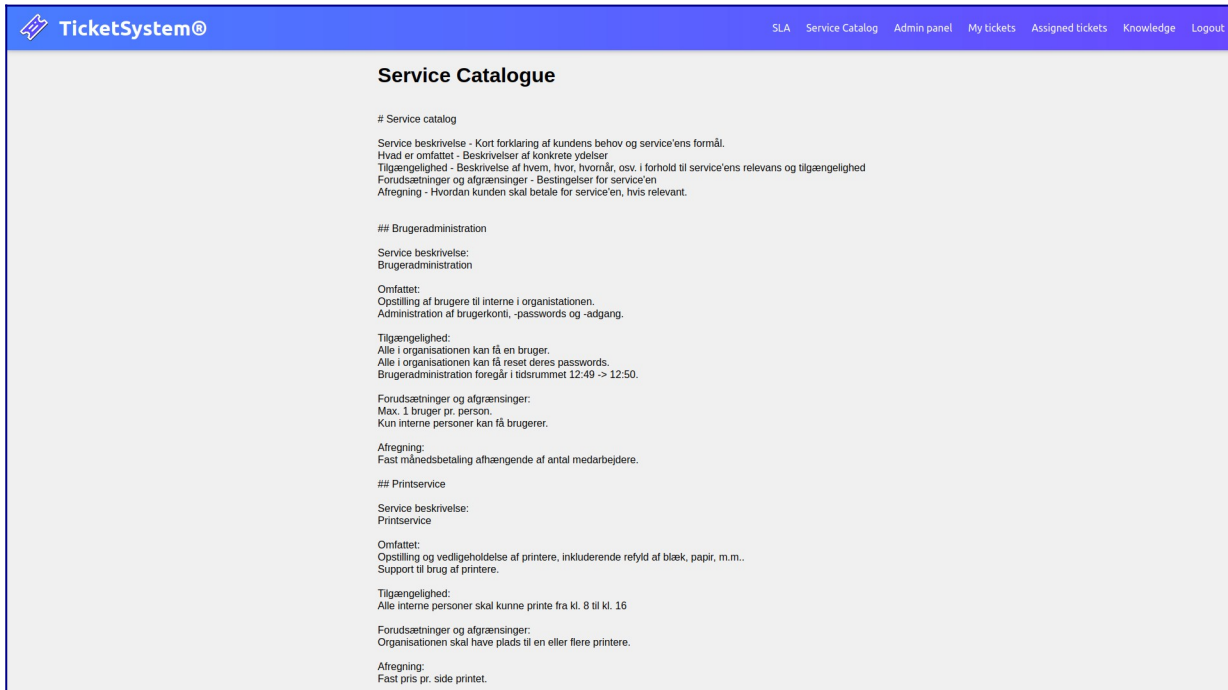 TicketSystem®
SLA Service Catalog Admin panel My tickets Assigned tickets Knowledge Logout
Service Catalogue
# Service catalog
Service beskrivelse - Kort forklaring af kundens behov og service'ens formål.
Hvad er omfattet - Beskrivelser af konkrete ydelser
Tilgængelighed - Beskrivelse af hvem, hvor, hvornår, osv. i forhold til service'ens relevans og tilgængelighed
Forudsætninger og afgrænsinger - Bestingelser for service'en
Afregning - Hvordan kunden skal betale for service'en, hvis relevant.
## Brugeradministration
Service beskrivelse:
Brugeradministration
Omfattet:
Opstilling af brugere til interne i organistationen.
Administration af brugerkonti, -passwords og -adgang.
Tilgængelighed:
Alle i organisationen kan få en bruger.
Alle i organisationen kan få reset deres passwords.
Brugeradministration foregår i tidsrummet 12:49 -> 12:50.
Forudsætninger og afgrænsinger:
Max. 1 bruger pr. person.
Kun interne personer kan få brugerer.
Afregning:
Fast månedsbetaling afhængende af antal medarbejdere.
## Printservice
Service beskrivelse:
Printservice
Omfattet:
Opstilling og vedligeholdelse af printere, inkluderende refyld af blæk, papir, m.m..
Support til brug af printere.
Tilgængelighed:
Alle interne personer skal kunne printe fra kl. 8 til kl. 16
Forudsætninger og afgrænsinger:
Organisationen skal have plads til en eller flere printere.
Afregning:
Fast pris pr. side printet.